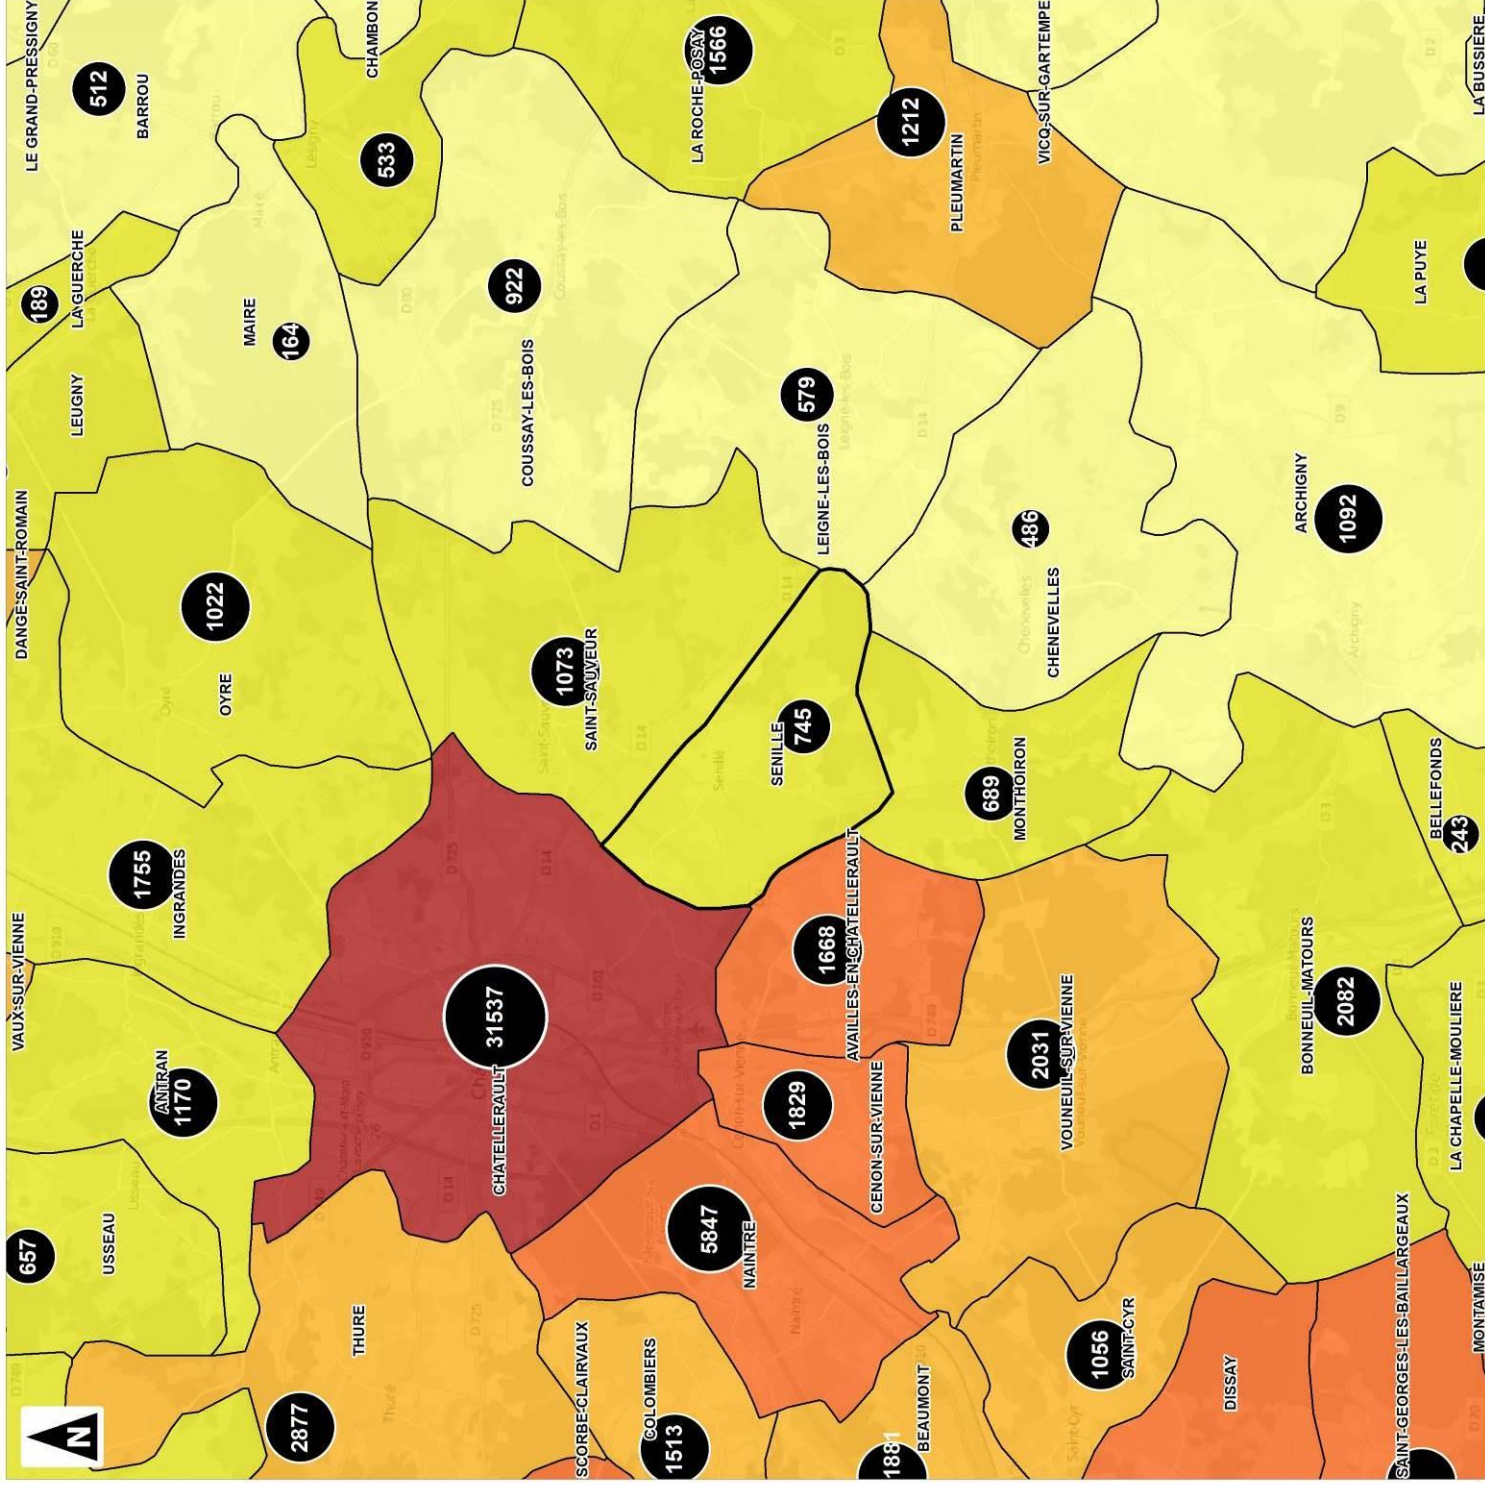 N
657
USSEAU
VAUX-SUR-VIENNE
DANGE-SAINT-ROMAIN
189
LE GRAND-PRESSIGNY
LEUGNY
LA GUERCHE
512
BARROU
ANTRAN
1170
1755
INGRANDES
1022
OYRE
MAIRE
164
2877
THURE
533
CHAMBON
31537
CHATELLERAULT
922
COUSSAY-LES-BOIS
1073
SAINT-SAUVEUR
SCORBE-CLAIRVAUX
COLOMBIERS
1513
5847
NAINTRE
LA ROCHE-POSAY
1566
SENILLE
745
1829
CENON-SUR-VIENNE
1668
AVAILLES-EN-CHATELLERAULT
579
LEIGNE-LES-BOIS
1212
PLEUMARTIN
1881
BEAUMONT
689
MONTHOIRON
486
CHENEVELLES
VICQ-SUR-GARTEMPE
2031
VOUNEUIL-SUR-VIENNE
1056
SAINT-CYR
DISSAY
BONNEUIL-MATOURS
2082
ARCHIGNY
1092
SAINT-GEORGES-LES-BAILLARGEAUX
LA CHAPELLE-MOULIERE
BELLEFONDS
243
LA PUYE
MONTAMISE
LA BUSSIERE